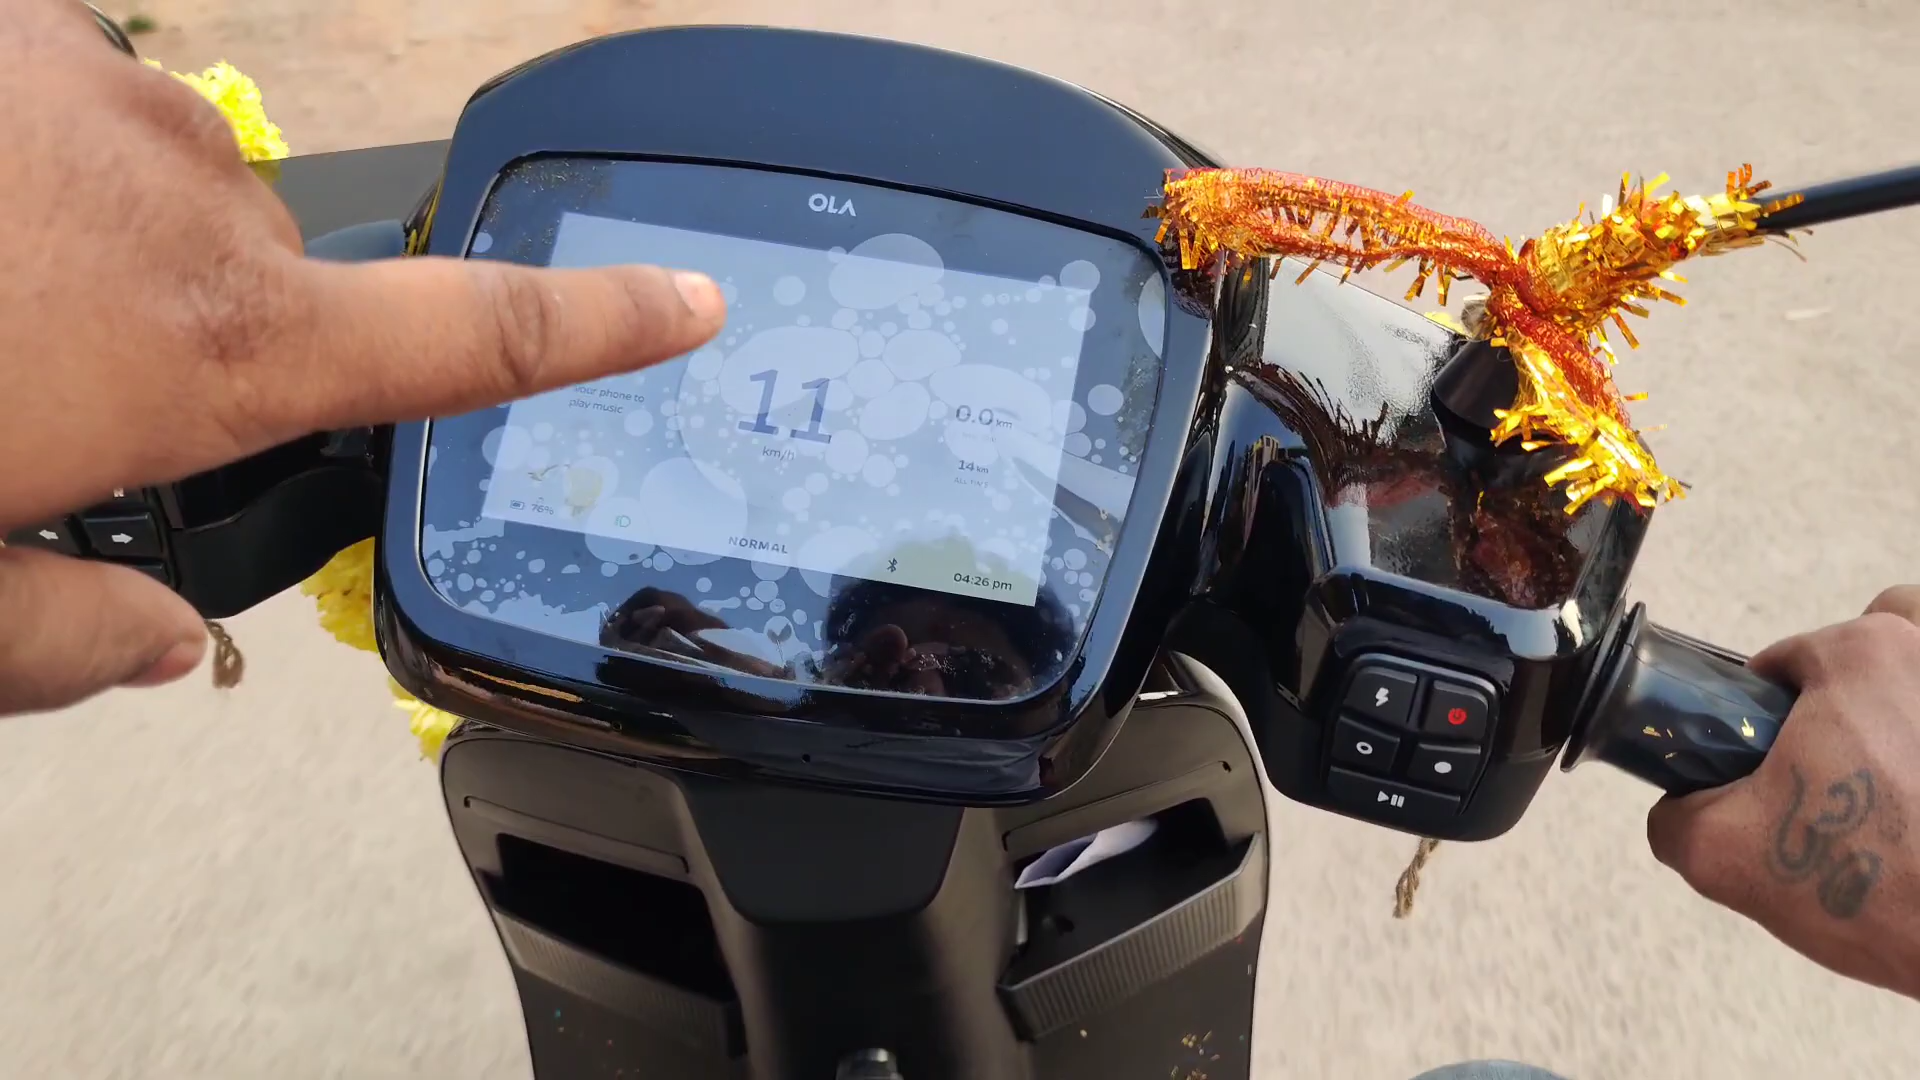 OLA
your phone to
play music
11
km/h
0.0 km
14 km
76%
NORMAL
04:26 pm